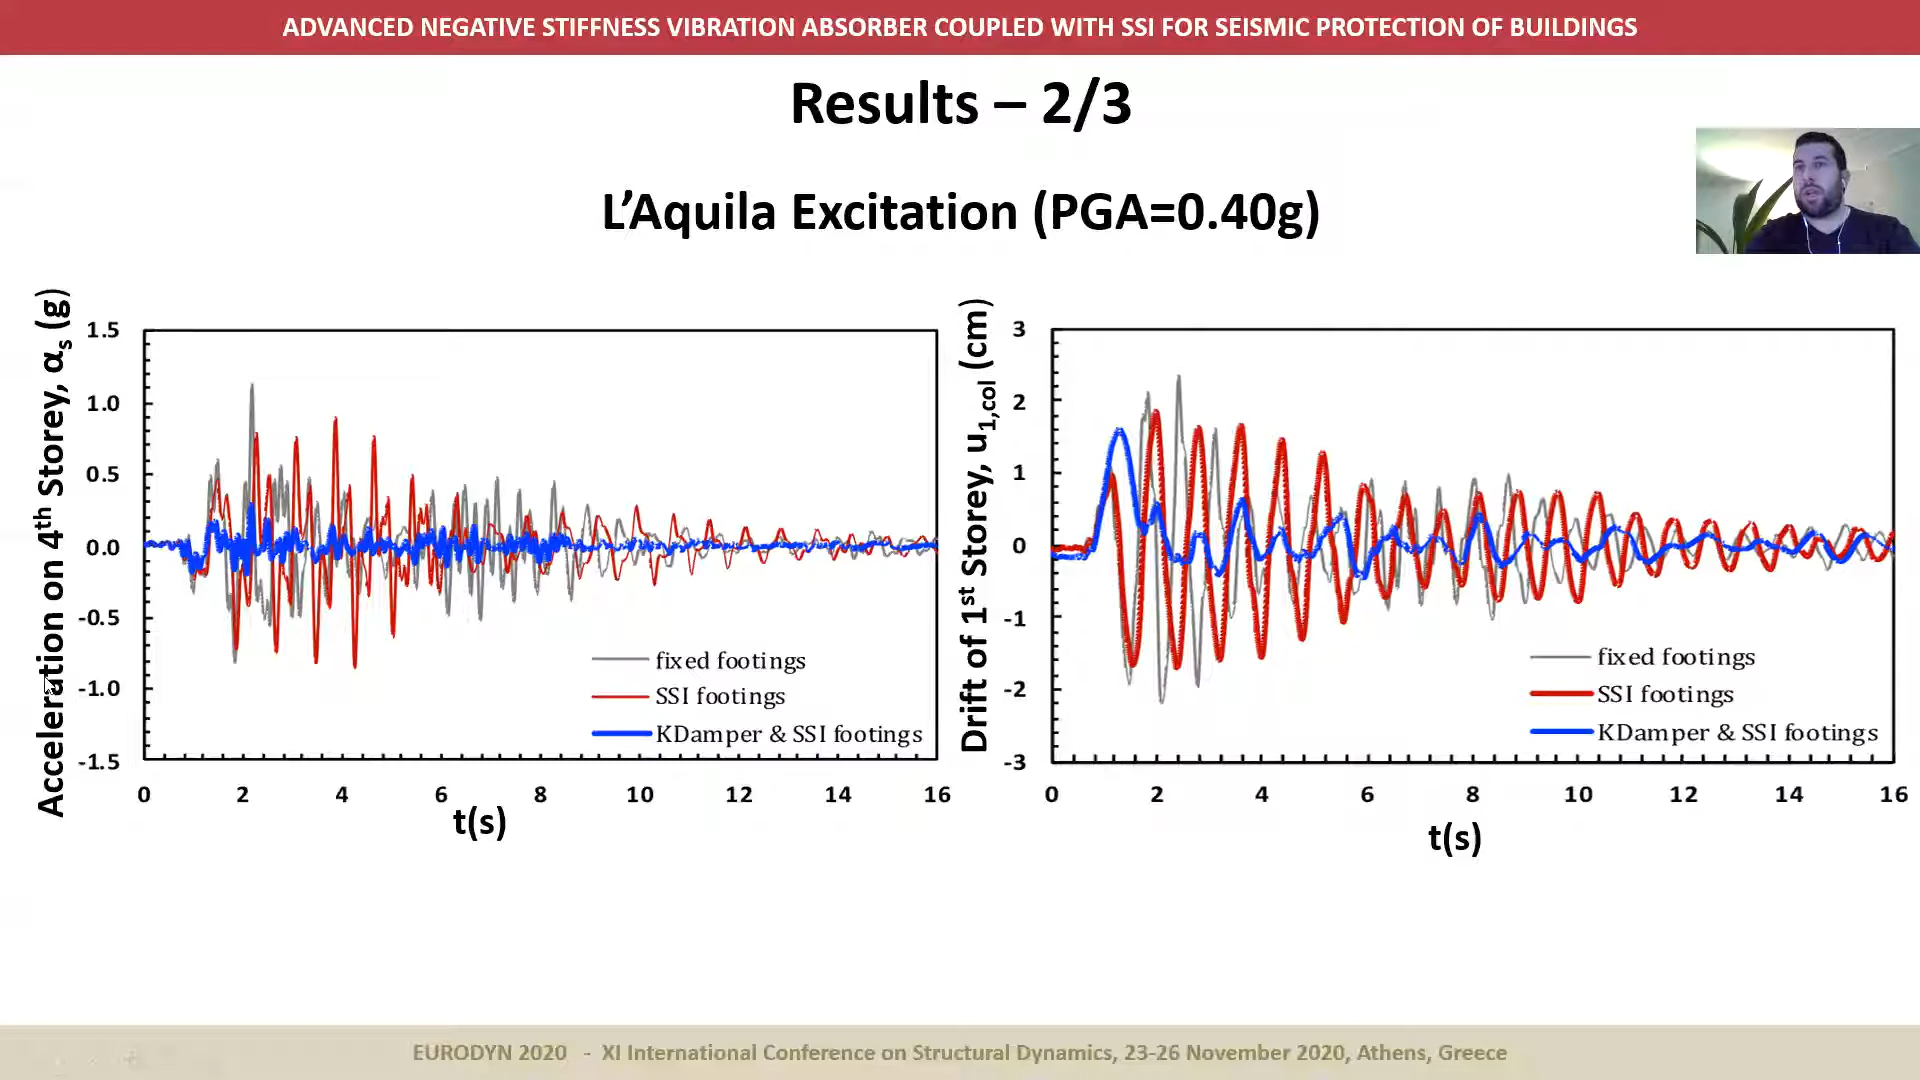 ADVANCED NEGATIVE STIFFNESS VIBRATION ABSORBER COUPLED WITH SSI FOR SEISMIC PROTECTION OF BUILDINGS
Results – 2/3
L’Aquila Excitation (PGA=0.40g)
Acceleration on 4th Storey, αs (g)
1.5
1.0
0.5
0.0
-0.5
-1.0
-1.5
fixed footings
SSI footings
KDamper & SSI footings
0 2 4 6 8 10 12 14 16
t(s)
Drift of 1st Storey, u1,col (cm)
3
2
1
0
-1
-2
-3
fixed footings
SSI footings
KDamper & SSI footings
0 2 4 6 8 10 12 14 16
t(s)
EURODYN 2020 - XI International Conference on Structural Dynamics, 23-26 November 2020, Athens, Greece